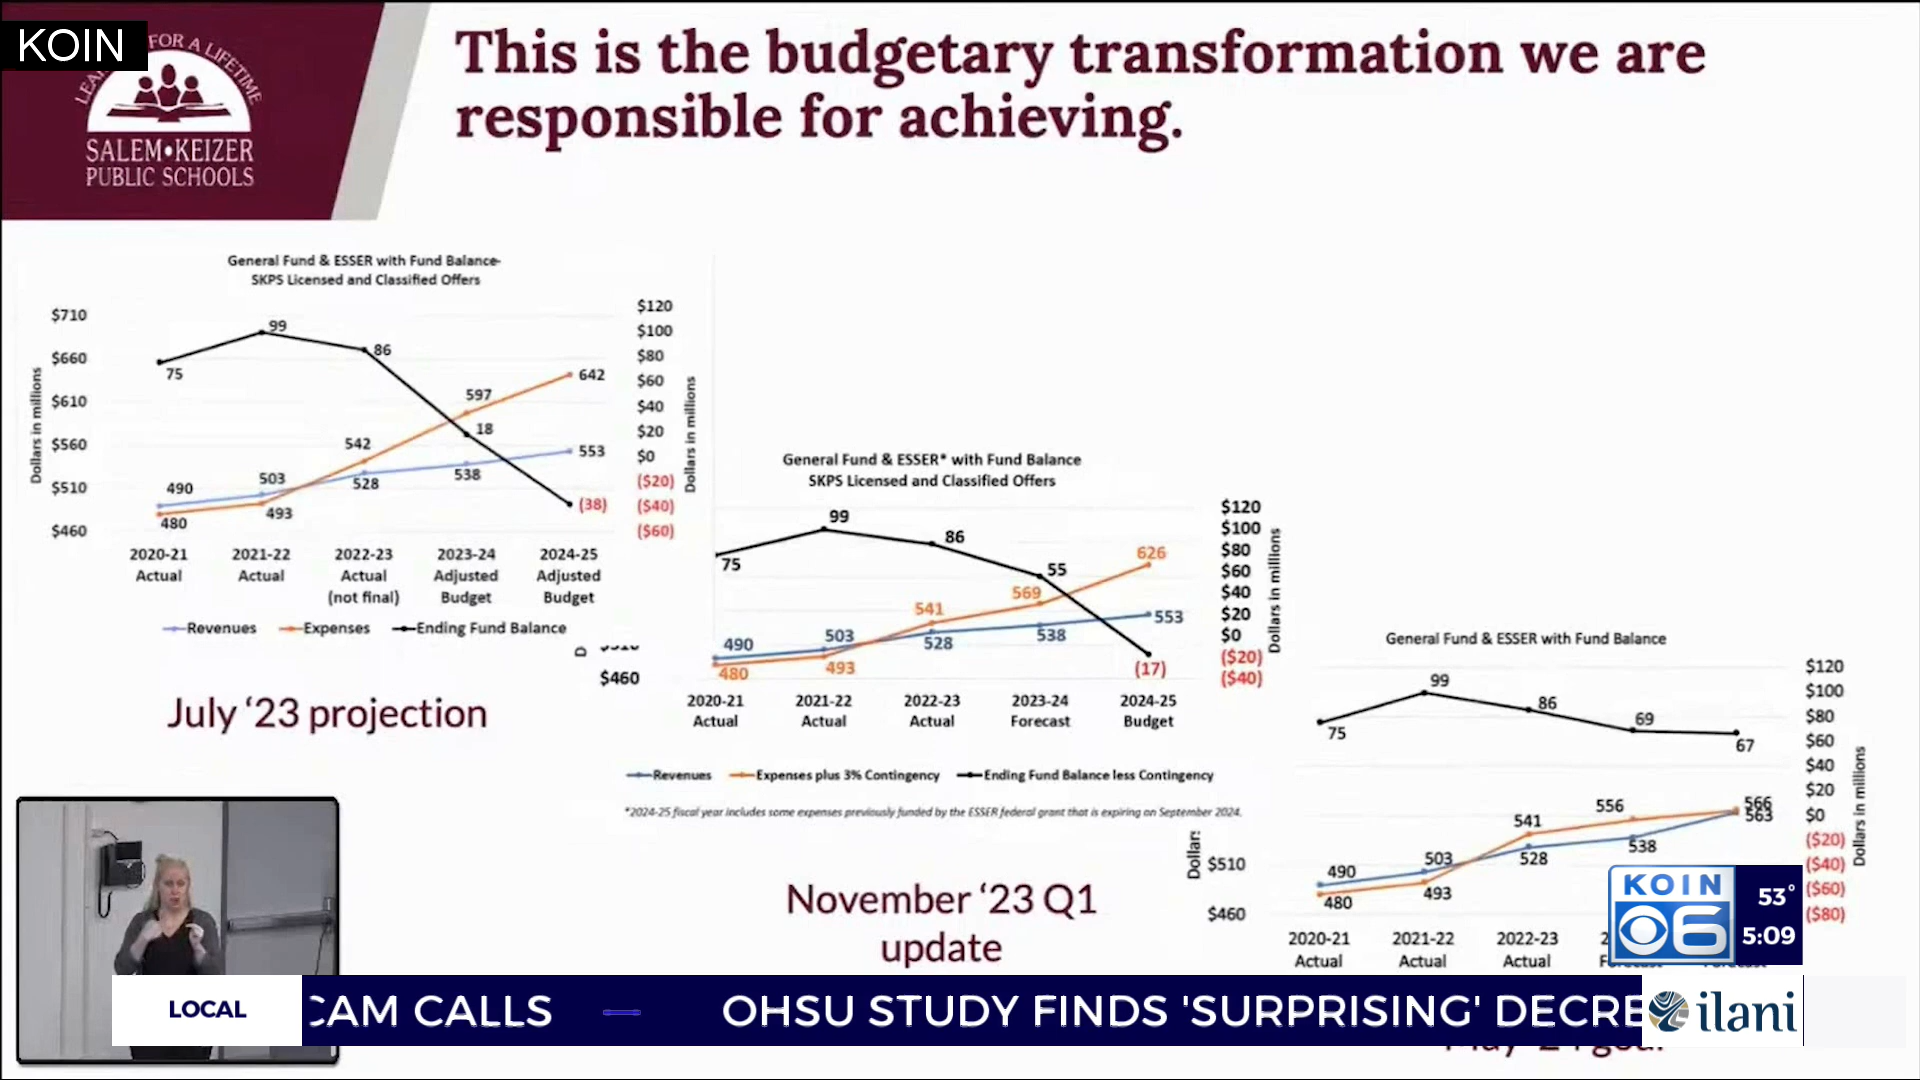 KOIN
LEARNING FOR A LIFETIME
SALEM•KEIZER
PUBLIC SCHOOLS
This is the budgetary transformation we are
responsible for achieving.
General Fund & ESSER with Fund Balance-
SKPS Licensed and Classified Offers
Dollars in millions
$710
$660
$610
$560
$510
$460
75
99
86
18
(38)
490
503
528
538
553
480
493
542
597
642
$120
$100
$80
$60
$40
$20
$0
($20)
($40)
($60)
Dollars in millions
2020-21 2021-22 2022-23 2023-24 2024-25
Actual Actual Actual Adjusted Adjusted
(not final) Budget Budget
Revenues Expenses Ending Fund Balance
July ‘23 projection
General Fund & ESSER* with Fund Balance
SKPS Licensed and Classified Offers
$460
75
99
86
55
(17)
490
503
528
538
553
480
493
541
569
626
$120
$100
$80
$60
$40
$20
$0
($20)
($40)
Dollars in millions
2020-21 2021-22 2022-23 2023-24 2024-25
Actual Actual Actual Forecast Budget
Revenues Expenses plus 3% Contingency Ending Fund Balance less Contingency
*2024-25 fiscal year includes some expenses previously funded by the ESSER federal grant that is expiring on September 2024.
November ‘23 Q1
update
General Fund & ESSER with Fund Balance
Dollars
$510
$460
75
99
86
69
67
490
503
528
538
563
480
493
541
556
566
$120
$100
$80
$60
$40
$20
$0
($20)
($40)
($60)
($80)
Dollars in millions
2020-21 2021-22 2022-23
Actual Actual Actual
KOIN
6
53°
5:09
LOCAL
CAM CALLS — OHSU STUDY FINDS 'SURPRISING' DECRE
ilani